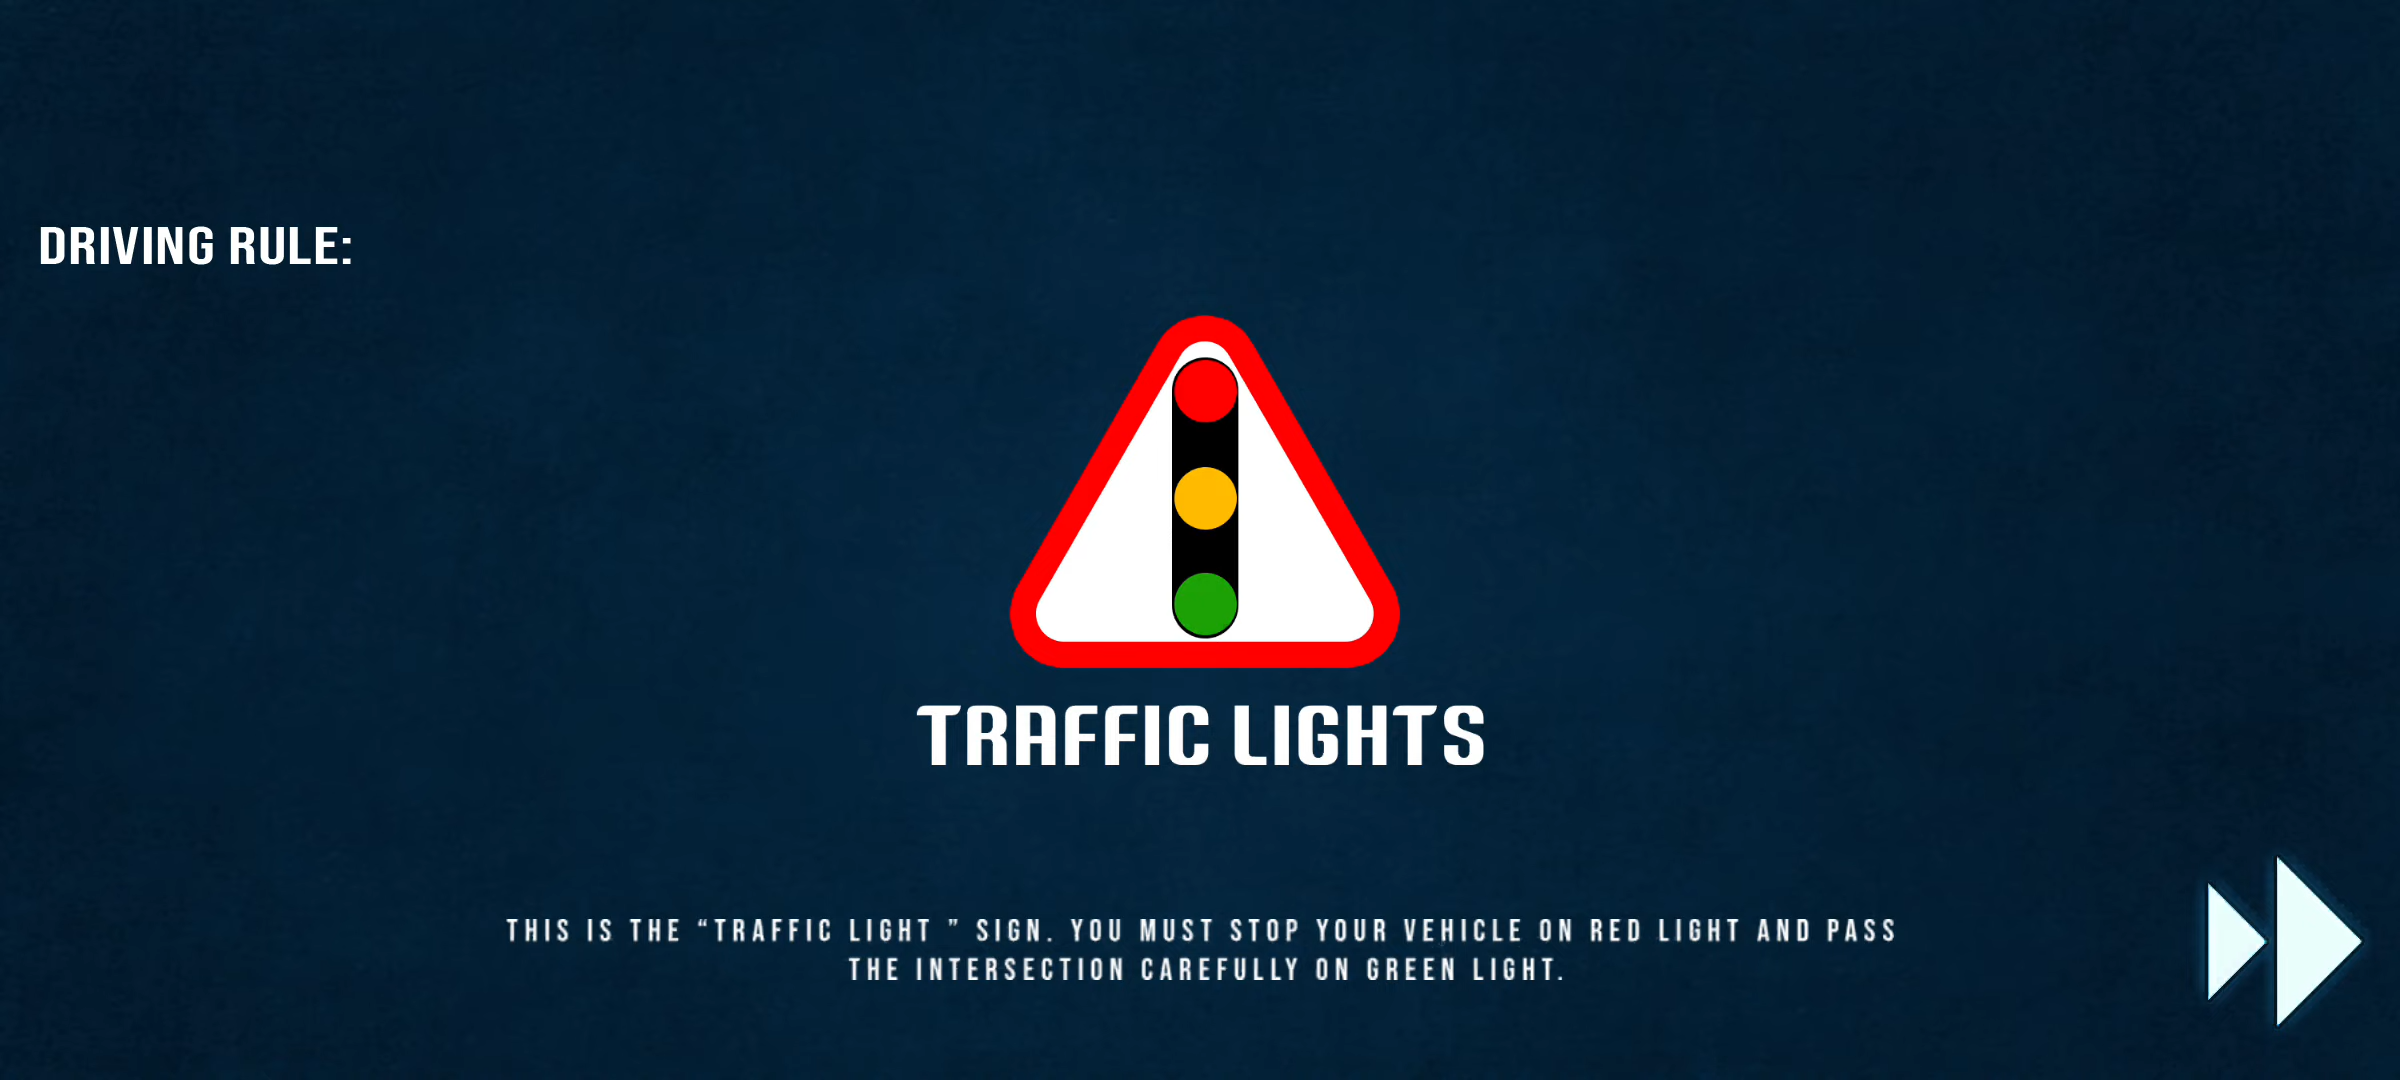 DRIVING RULE:
TRAFFIC LIGHTS
THIS IS THE “TRAFFIC LIGHT ” SIGN. YOU MUST STOP YOUR VEHICLE ON RED LIGHT AND PASS
THE INTERSECTION CAREFULLY ON GREEN LIGHT.